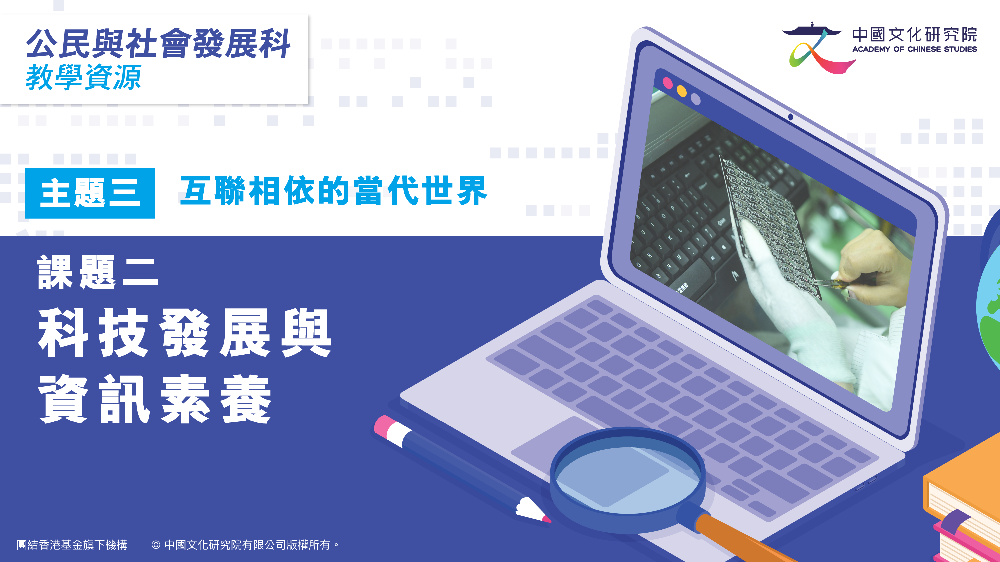 公民與社會發展科
教學資源
中國文化研究院
ACADEMY OF CHINESE STUDIES
主題三
互聯相依的當代世界
課題二
科技發展與
資訊素養
團結香港基金旗下機構
© 中國文化研究院有限公司版權所有。